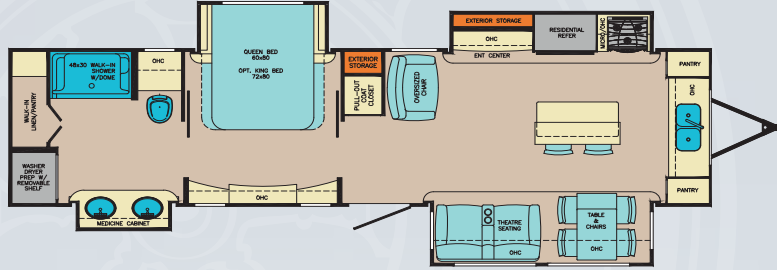 48x30 WALK-IN
SHOWER
W/DOME
OHC
WALK-IN
LINEN/PANTRY
WASHER
DRYER
PREP W/
REMOVABLE
SHELF
MEDICINE CABINET
QUEEN BED
60x80
OPT. KING BED
72x80
OHC
EXTERIOR
STORAGE
PULL-OUT
COAT
CLOSET
OVERSIZED
CHAIR
EXTERIOR STORAGE
OHC
ENT CENTER
RESIDENTIAL
REFER
MICRO/OHC
PANTRY
OHC
PANTRY
THEATRE
SEATING
OHC
TABLE
&
CHAIRS
OHC